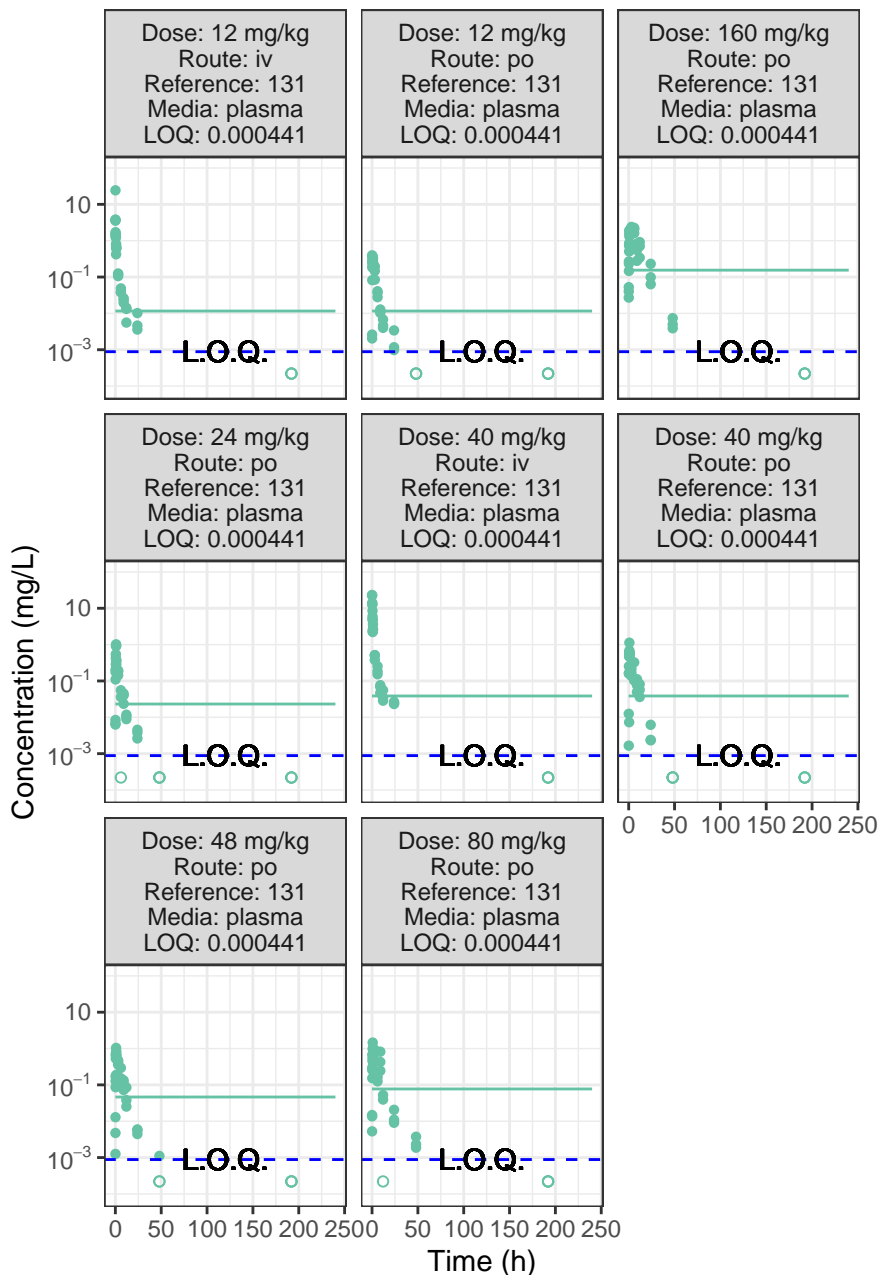 Dose: 12 mg/kg
Route: iv
Reference: 131
Media: plasma
LOQ: 0.000441
Dose: 12 mg/kg
Route: po
Reference: 131
Media: plasma
LOQ: 0.000441
Dose: 160 mg/kg
Route: po
Reference: 131
Media: plasma
LOQ: 0.000441
10
10⁻¹
10⁻³
L.O.Q.
L.O.Q.
L.O.Q.
Dose: 24 mg/kg
Route: po
Reference: 131
Media: plasma
LOQ: 0.000441
Dose: 40 mg/kg
Route: iv
Reference: 131
Media: plasma
LOQ: 0.000441
Dose: 40 mg/kg
Route: po
Reference: 131
Media: plasma
LOQ: 0.000441
Concentration (mg/L)
10
10⁻¹
10⁻³
L.O.Q.
L.O.Q.
L.O.Q.
0 50 100 150 200 250
Dose: 48 mg/kg
Route: po
Reference: 131
Media: plasma
LOQ: 0.000441
Dose: 80 mg/kg
Route: po
Reference: 131
Media: plasma
LOQ: 0.000441
10
10⁻¹
10⁻³
L.O.Q.
L.O.Q.
0 50 100 150 200 250
0 50 100 150 200 250
Time (h)